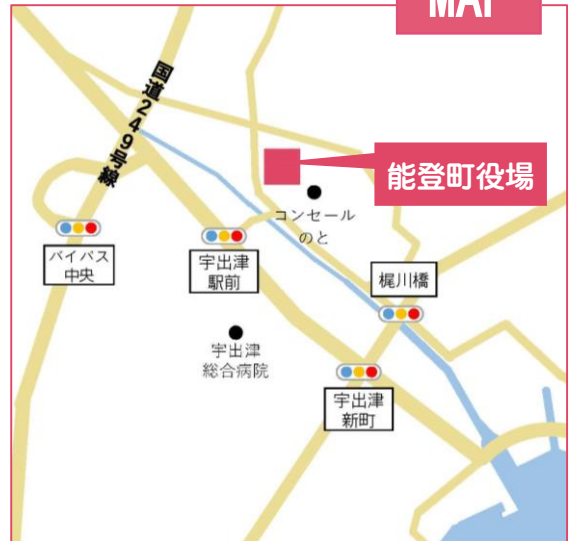 MAP
国道249号線
能登町役場
コンセール
のと
バイパス
中央
宇出津
駅前
梶川橋
宇出津
総合病院
宇出津
新町